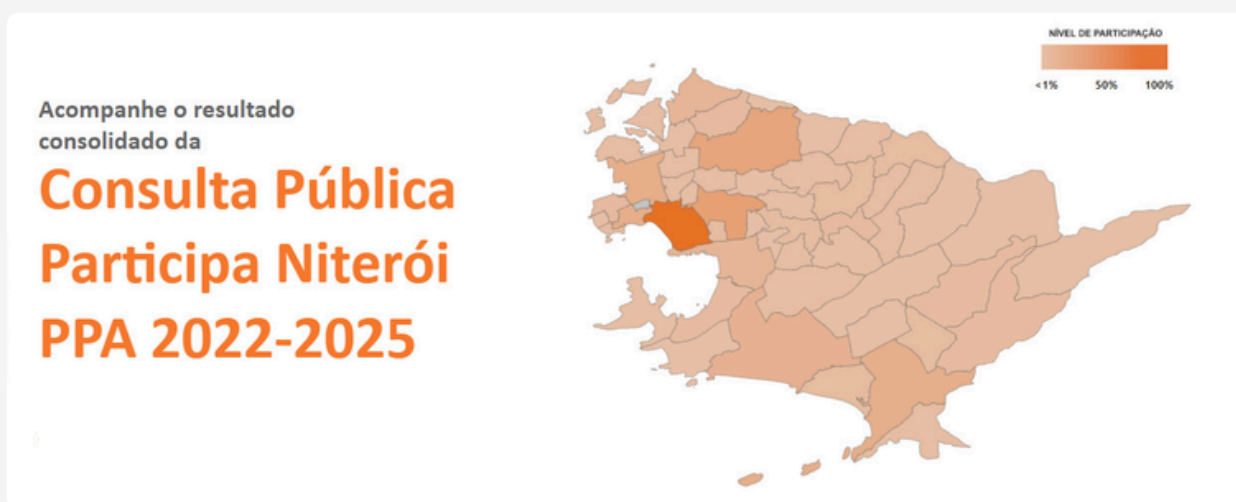 Acompanhe o resultado
consolidado da
Consulta Pública
Participa Niterói
PPA 2022-2025
NÍVEL DE PARTICIPAÇÃO
<1% 50% 100%